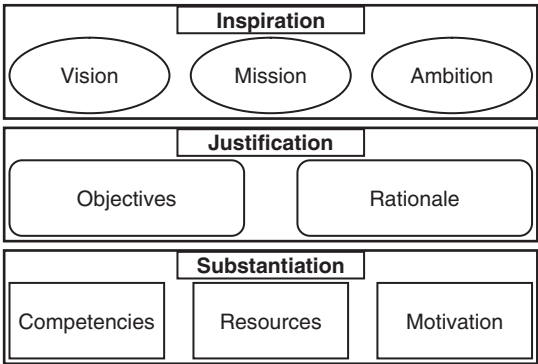 Inspiration
Vision Mission Ambition
Justification
Objectives Rationale
Substantiation
Competencies Resources Motivation